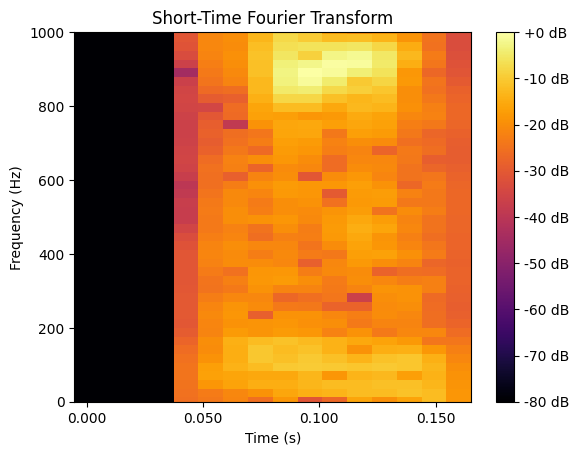 Short-Time Fourier Transform
1000
800
600
400
200
0
Frequency (Hz)
0.000
0.050
0.100
0.150
Time (s)
+0 dB
-10 dB
-20 dB
-30 dB
-40 dB
-50 dB
-60 dB
-70 dB
-80 dB